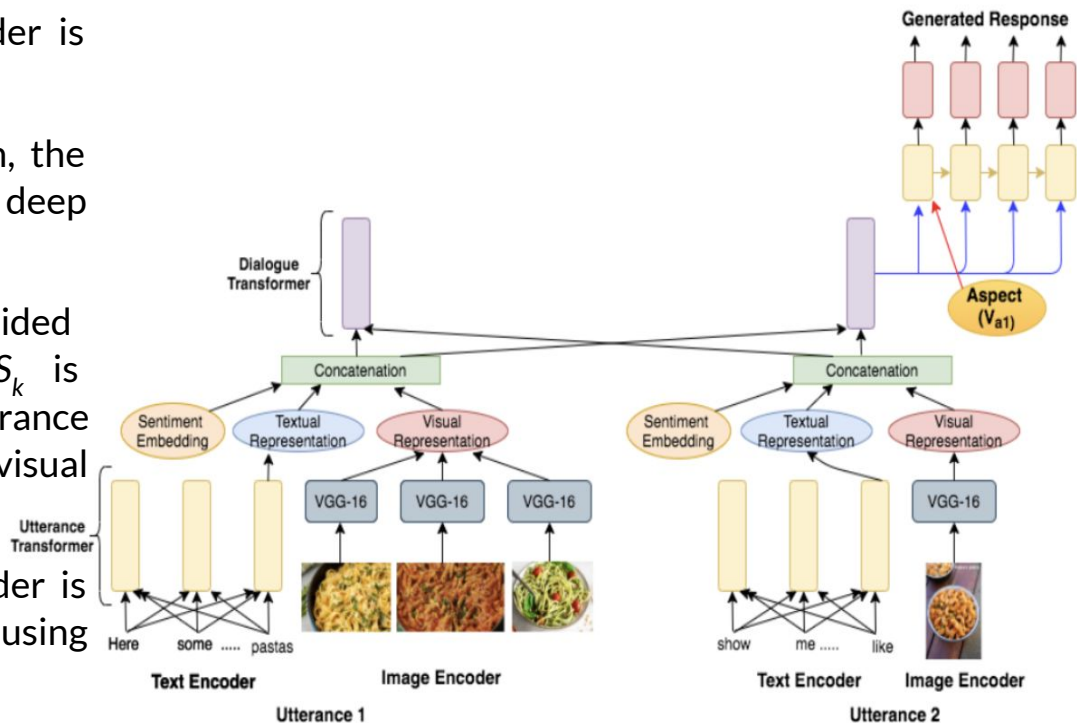 der is
n, the
deep
ided
S_k is
rance
visual
der is
using
Generated Response
Aspect
(V_a1)
Dialogue
Transformer
Concatenation
Concatenation
Sentiment
Embedding
Textual
Representation
Visual
Representation
Sentiment
Embedding
Textual
Representation
Visual
Representation
Utterance
Transformer
VGG-16
VGG-16
VGG-16
VGG-16
Here some ..... pastas
show me ..... like
Text Encoder
Image Encoder
Text Encoder
Image Encoder
Utterance 1
Utterance 2